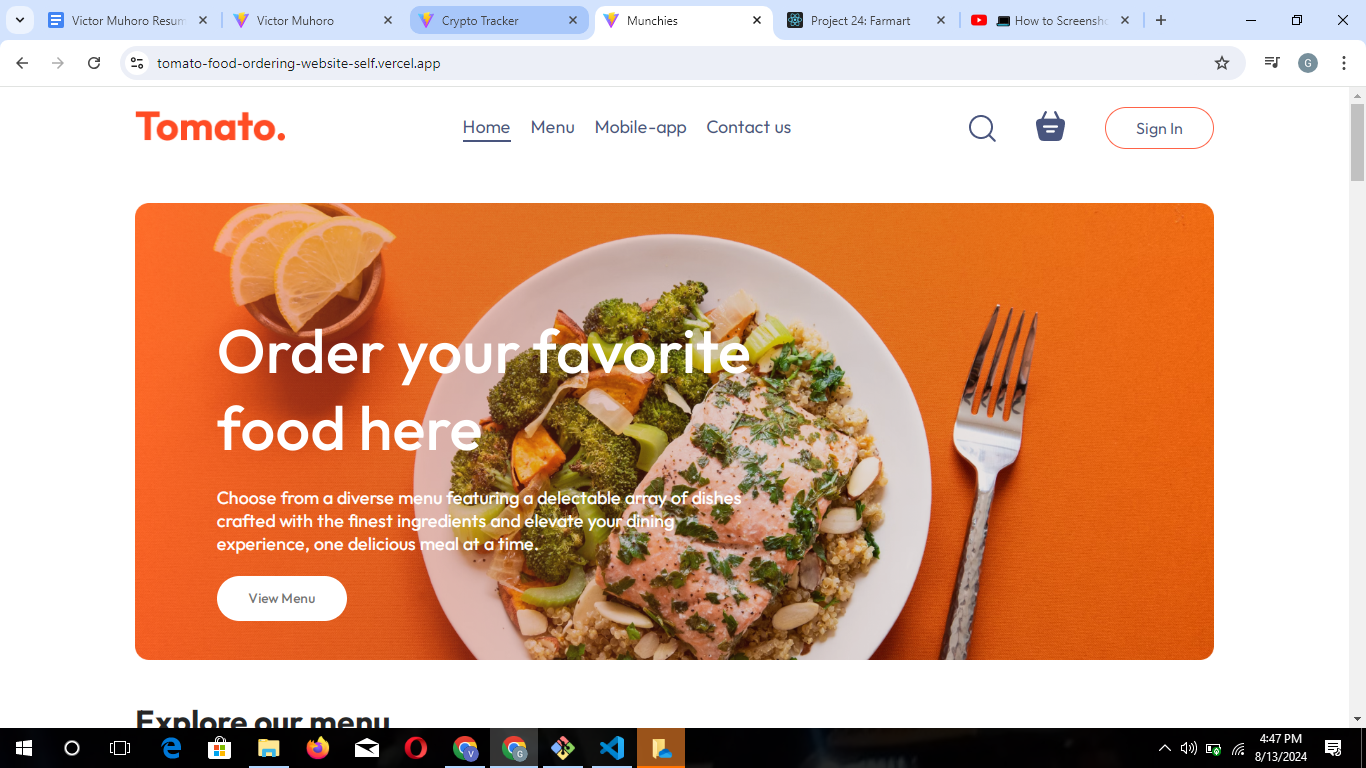 Victor Muhoro Resum
Victor Muhoro
Crypto Tracker
Munchies
Project 24: Farmart
How to Screensho
tomato-food-ordering-website-self.vercel.app
G
Tomato.
Home
Menu
Mobile-app
Contact us
Sign In
Order your favorite
food here
Choose from a diverse menu featuring a delectable array of dishes
crafted with the finest ingredients and elevate your dining
experience, one delicious meal at a time.
View Menu
Explore our menu
V
G
4:47 PM
8/13/2024